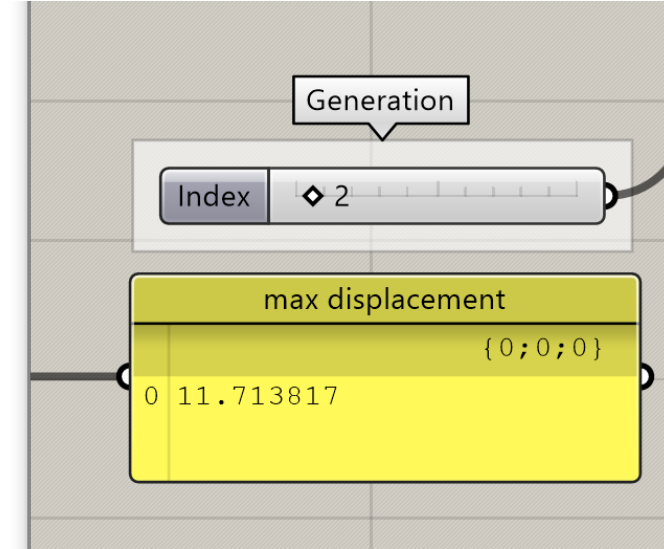 Generation
Index 2
max displacement
{0;0;0}
0 11.713817